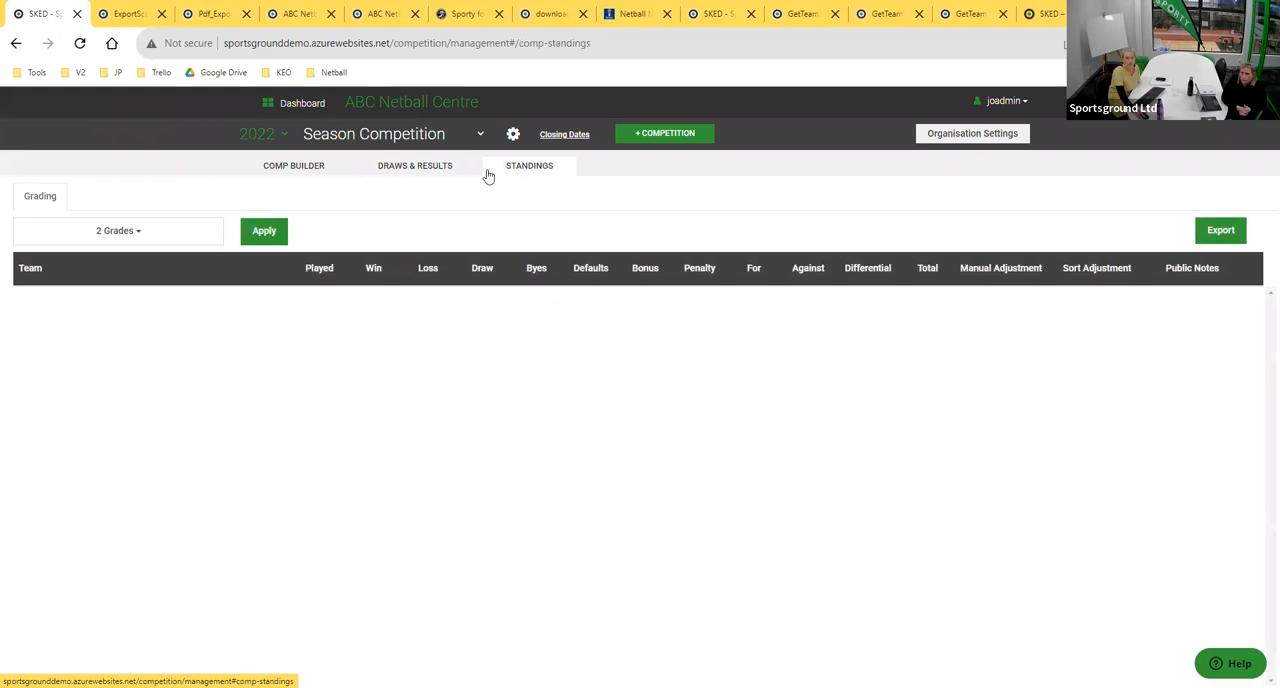 SKED - S
ExportSc
Pdf_Expo
ABC Netb
ABC Netb
Sporty fo
downloa
Netball N
SKED - S
GetTeam
GetTeam
GetTeam
SKED –
Not secure
sportsgrounddemo.azurewebsites.net/competition/management#/comp-standings
Tools
V2
JP
Trello
Google Drive
KEO
Netball
SPORTY
Sportsground Ltd
Dashboard
ABC Netball Centre
joadmin
2022
Season Competition
Closing Dates
+ COMPETITION
Organisation Settings
COMP BUILDER
DRAWS & RESULTS
STANDINGS
Grading
2 Grades
Apply
Export
Team Played Win Loss Draw Byes Defaults Bonus Penalty For Against Differential Total Manual Adjustment Sort Adjustment Public Notes
Help
sportsgrounddemo.azurewebsites.net/competition/management#comp-standings